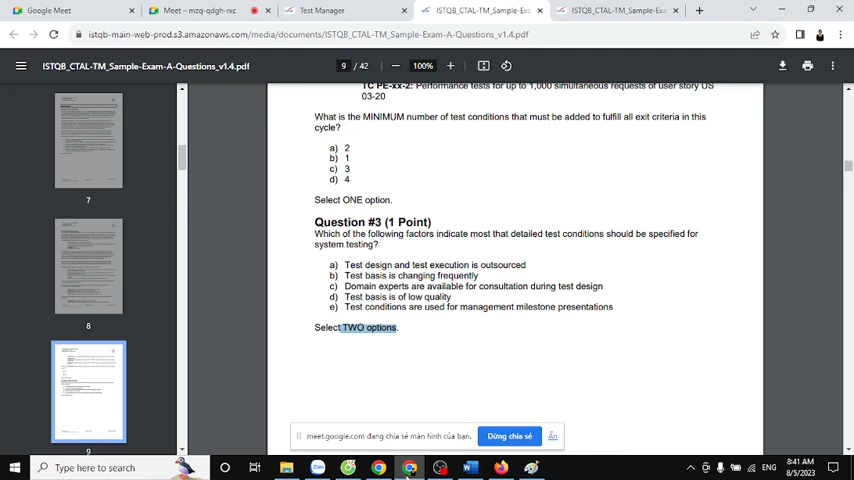 Google Meet
Meet – mzq-qdgh-rxc
Test Manager
ISTQB_CTAL-TM_Sample-Exa
ISTQB_CTAL-TM_Sample-Exa
istqb-main-web-prod.s3.amazonaws.com/media/documents/ISTQB_CTAL-TM_Sample-Exam-A-Questions_v1.4.pdf
ISTQB_CTAL-TM_Sample-Exam-A-Questions_v1.4.pdf
9 / 42
100%
7
8
9
TC PE-xx-2: Performance tests for up to 1,000 simultaneous requests of user story US
03-20
What is the MINIMUM number of test conditions that must be added to fulfill all exit criteria in this
cycle?
a) 2
b) 1
c) 3
d) 4
Select ONE option.
Question #3 (1 Point)
Which of the following factors indicate most that detailed test conditions should be specified for
system testing?
a) Test design and test execution is outsourced
b) Test basis is changing frequently
c) Domain experts are available for consultation during test design
d) Test basis is of low quality
e) Test conditions are used for management milestone presentations
Select TWO options.
meet.google.com đang chia sẻ màn hình của bạn.
Dừng chia sẻ
Ẩn
Type here to search
Zalo
ENG
8:41 AM
8/5/2023